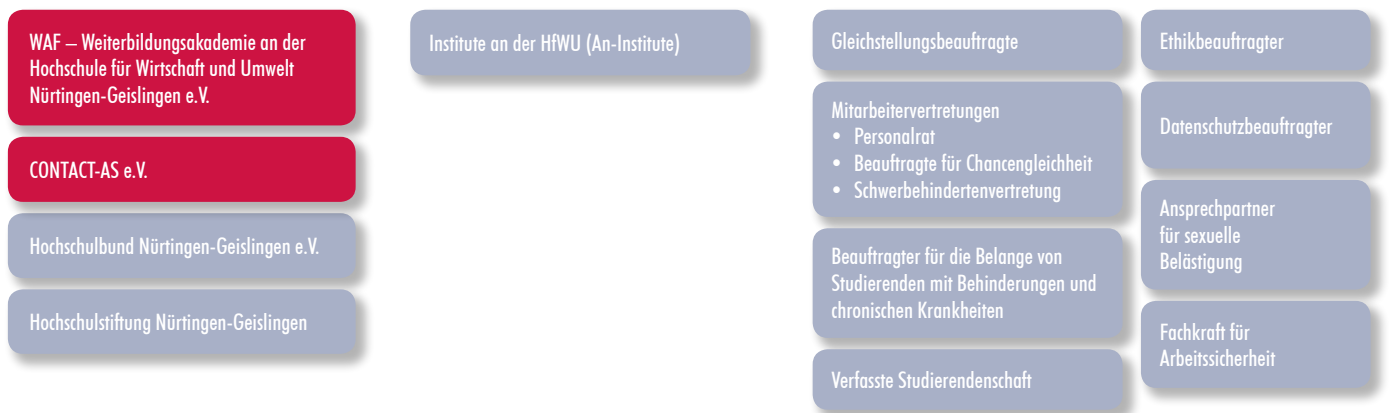 WAF – Weiterbildungsakademie an der
Hochschule für Wirtschaft und Umwelt
Nürtingen-Geislingen e.V.
CONTACT-AS e.V.
Hochschulbund Nürtingen-Geislingen e.V.
Hochschulstiftung Nürtingen-Geislingen
Institute an der HfWU (An-Institute)
Gleichstellungsbeauftragte
Mitarbeitervertretungen
• Personalrat
• Beauftragte für Chancengleichheit
• Schwerbehindertenvertretung
Beauftragter für die Belange von
Studierenden mit Behinderungen und
chronischen Krankheiten
Verfasste Studierendenschaft
Ethikbeauftragter
Datenschutzbeauftragter
Ansprechpartner
für sexuelle
Belästigung
Fachkraft für
Arbeitssicherheit